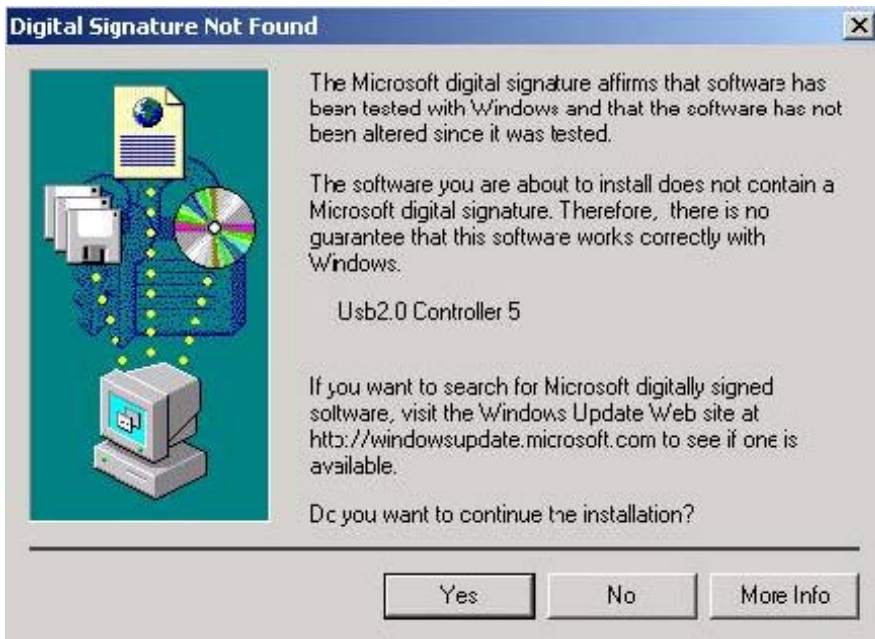 Digital Signature Not Found
The Microsoft digital signature affirms that software has
been tested with Windows and that the software has not
been altered since it was tested.
The software you are about to install does not contain a
Microsoft digital signature. Therefore, there is no
guarantee that this software works correctly with
Windows.
Usb2.0 Controller 5
If you want to search for Microsoft digitally signed
software, visit the Windows Update Web site at
http://windowsupdate.microsoft.com to see if one is
available.
Do you want to continue the installation?
Yes No More Info